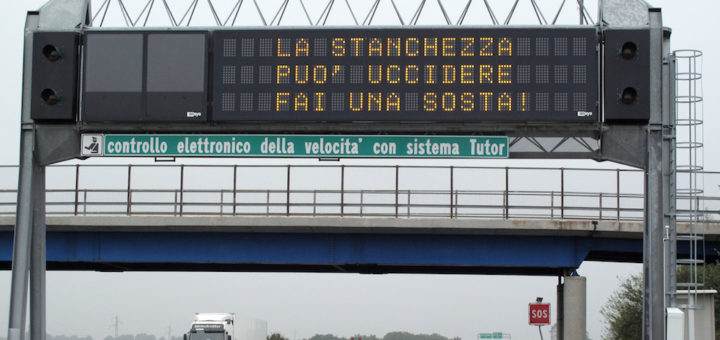 LA STANCHEZZA
PUO' UCCIDERE
FAI UNA SOSTA!
controllo elettronico della velocita' con sistema Tutor
SOS